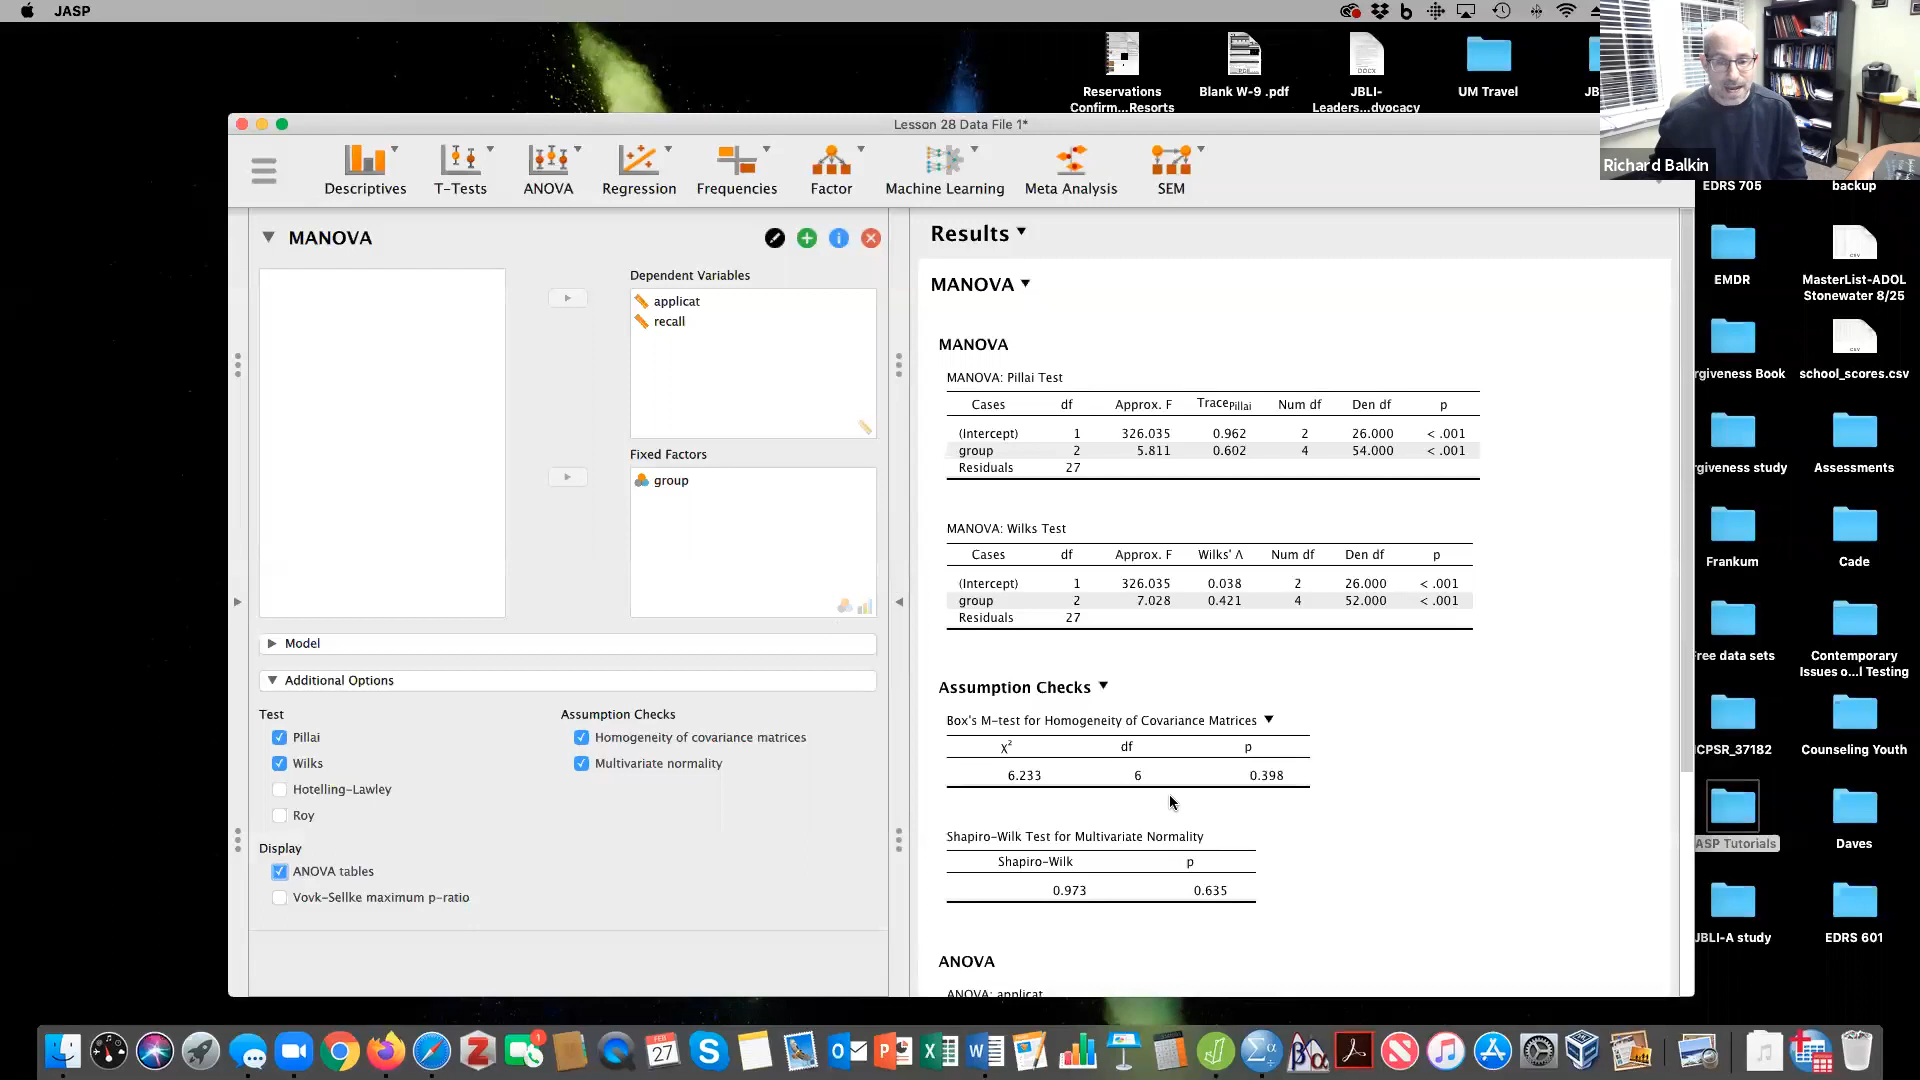 JASP
Reservations
Confirm...Resorts
Blank W-9 .pdf
JBLI-
Leaders...dvocacy
UM Travel
Richard Balkin
Lesson 28 Data File 1*
Descriptives
T-Tests
ANOVA
Regression
Frequencies
Factor
Machine Learning
Meta Analysis
SEM
MANOVA
Dependent Variables
applicat
recall
Fixed Factors
group
Model
Additional Options
Test
Pillai
Wilks
Hotelling-Lawley
Roy
Assumption Checks
Homogeneity of covariance matrices
Multivariate normality
Display
ANOVA tables
Vovk-Sellke maximum p-ratio
Results
MANOVA
MANOVA
MANOVA: Pillai Test
Cases df Approx. F TracePillai Num df Den df p
(Intercept) 1 326.035 0.962 2 26.000 < .001
group 2 5.811 0.602 4 54.000 < .001
Residuals 27
MANOVA: Wilks Test
Cases df Approx. F Wilks' Λ Num df Den df p
(Intercept) 1 326.035 0.038 2 26.000 < .001
group 2 7.028 0.421 4 52.000 < .001
Residuals 27
Assumption Checks
Box's M-test for Homogeneity of Covariance Matrices
χ² df p
6.233 6 0.398
Shapiro-Wilk Test for Multivariate Normality
Shapiro-Wilk p
0.973 0.635
ANOVA
ANOVA: applicat
EDRS 705
backup
EMDR
MasterList-ADOL
Stonewater 8/25
rgiveness Book
school_scores.csv
rgiveness study
Assessments
Frankum
Cade
Free data sets
Contemporary
Issues o...l Testing
ICPSR_37182
Counseling Youth
JASP Tutorials
Daves
JBLI-A study
EDRS 601
FEB
27
1